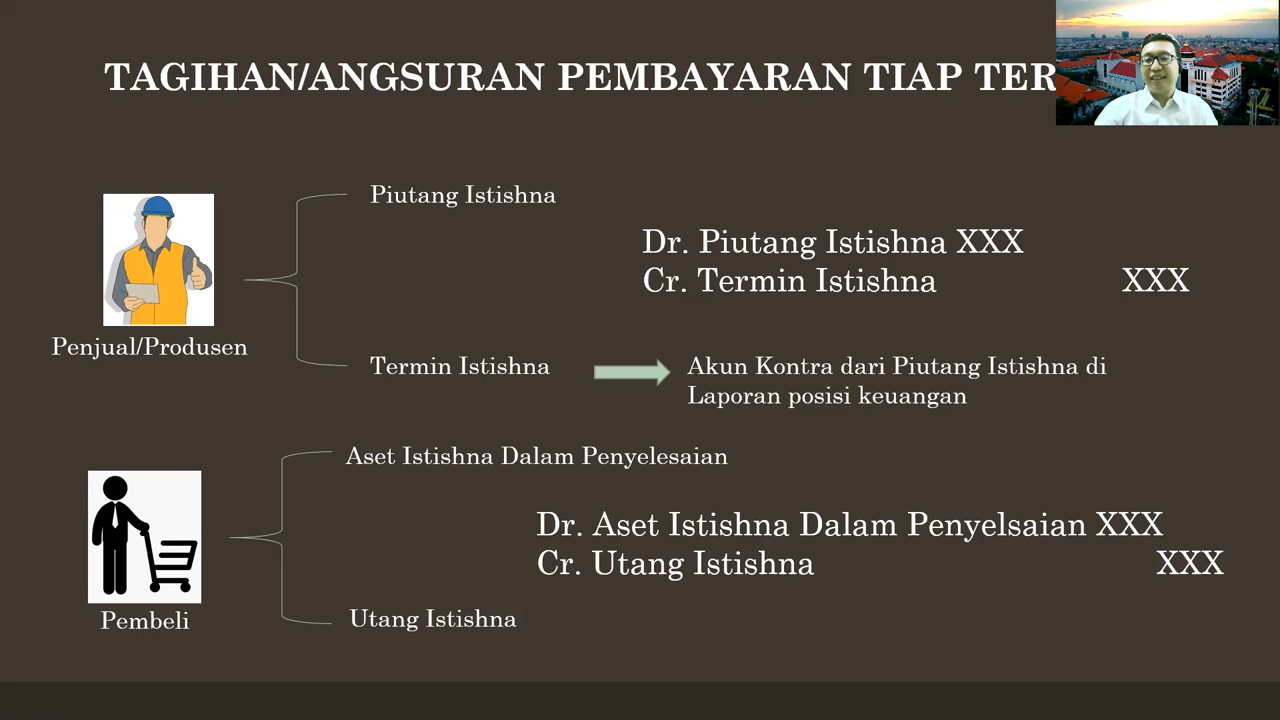 TAGIHAN/ANGSURAN PEMBAYARAN TIAP TER
Piutang Istishna
Dr. Piutang Istishna XXX
Cr. Termin Istishna XXX
Penjual/Produsen
Termin Istishna
Akun Kontra dari Piutang Istishna di
Laporan posisi keuangan
Aset Istishna Dalam Penyelesaian
Dr. Aset Istishna Dalam Penyelsaian XXX
Cr. Utang Istishna XXX
Pembeli
Utang Istishna